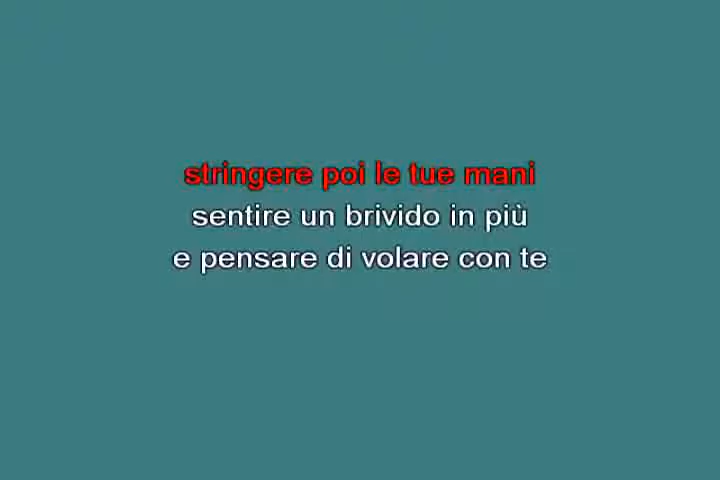 stringere poi le tue mani
sentire un brivido in più
e pensare di volare con te